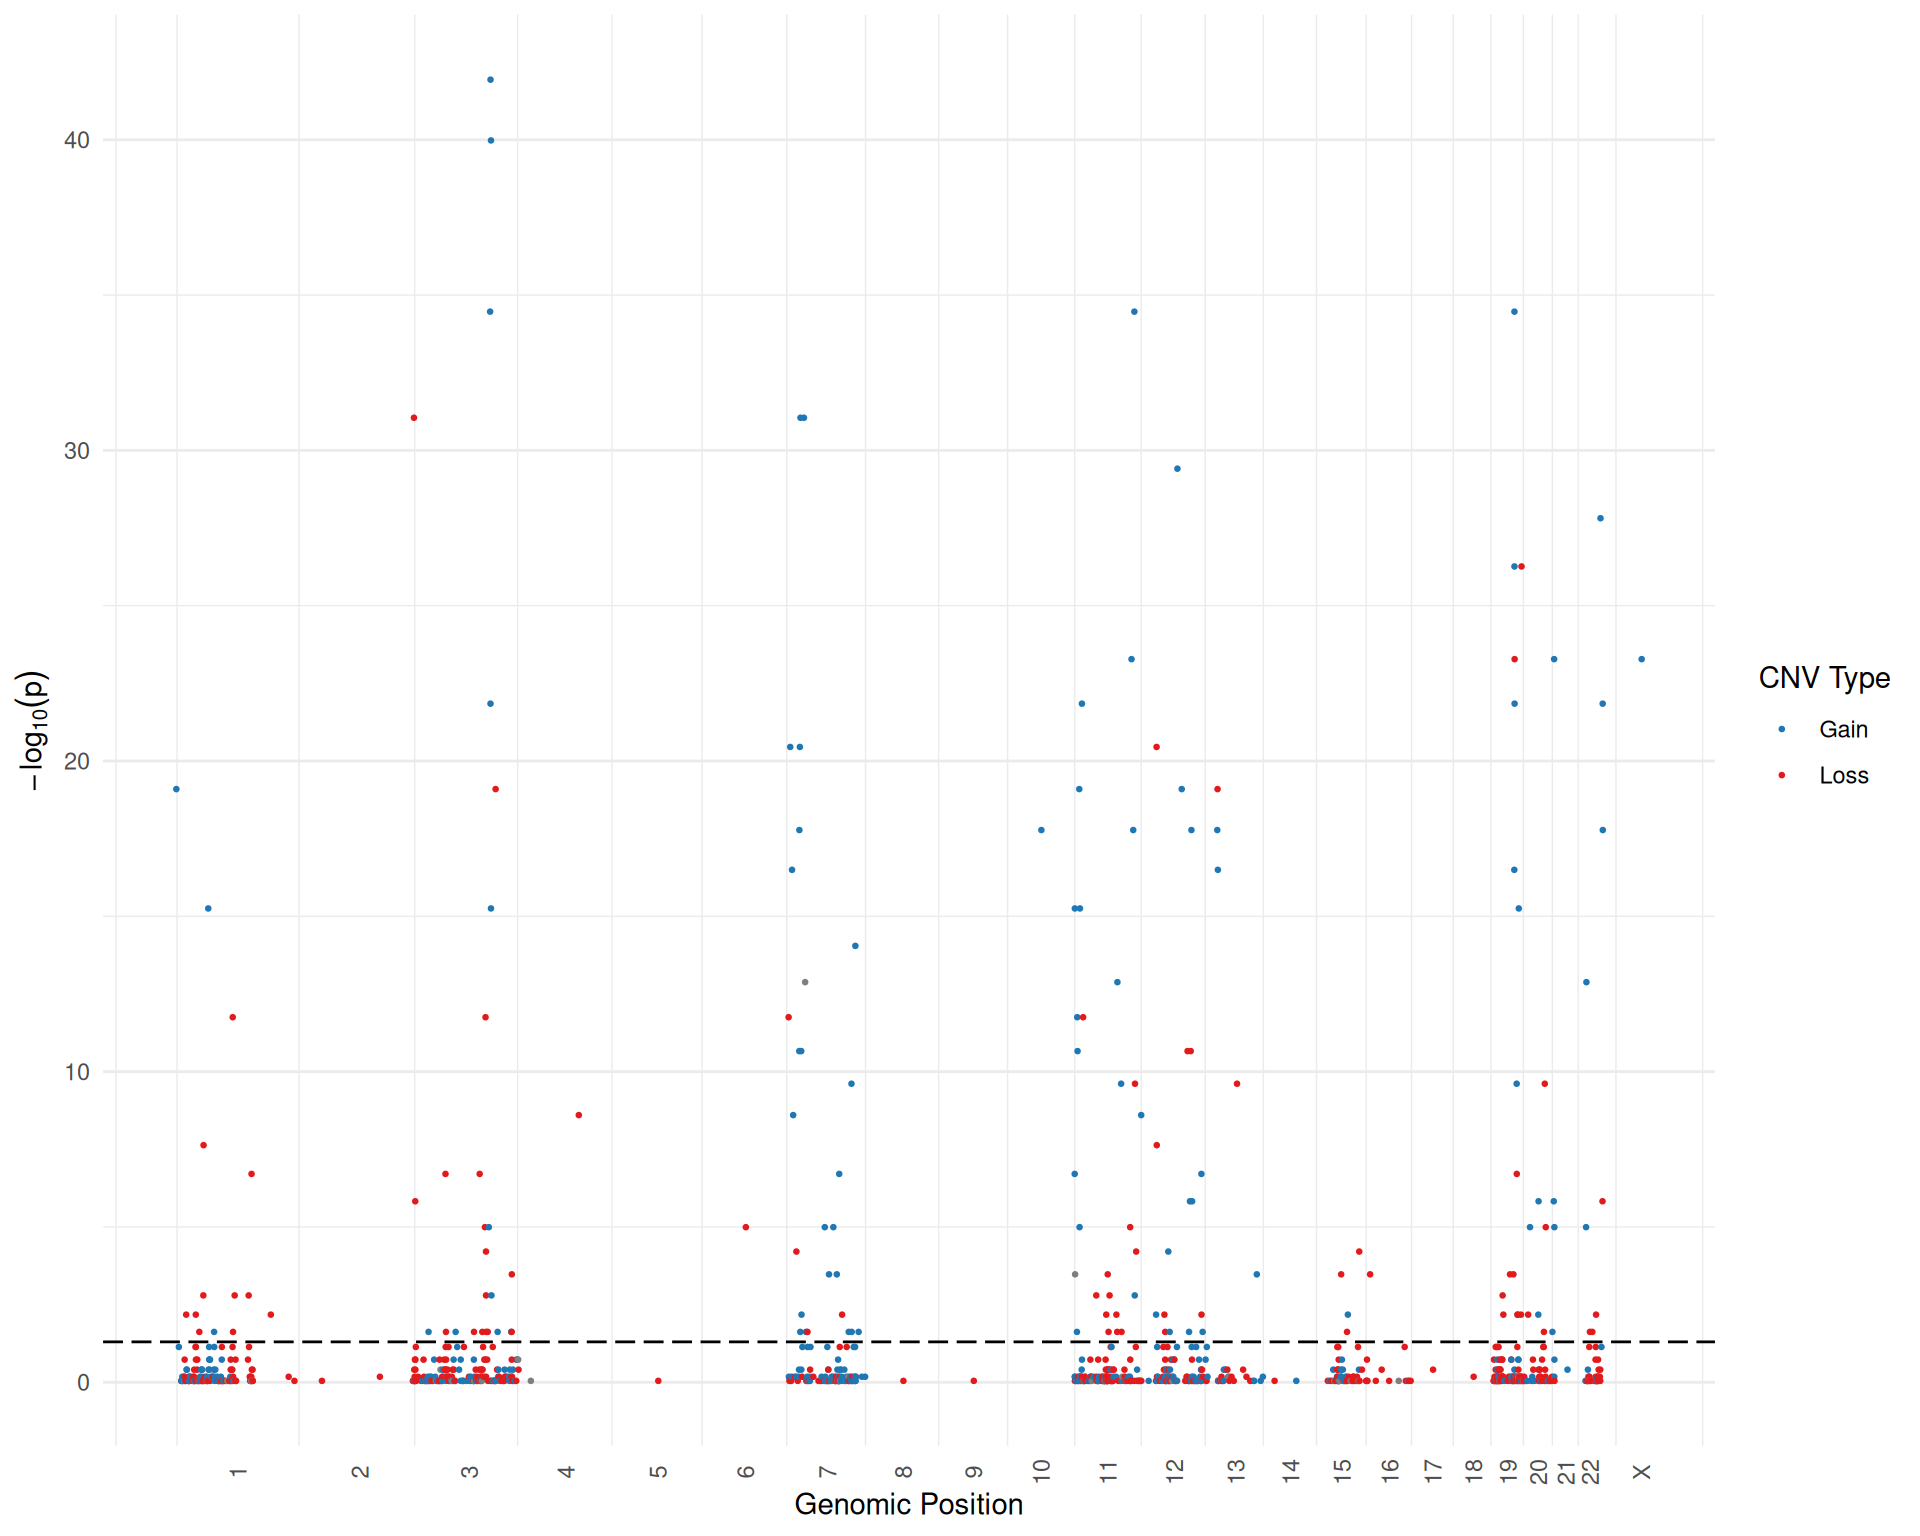 40
30
20
10
0
−log10(p)
1 2 3 4 5 6 7 8 9 10 11 12 13 14 15 16 17 18 19 20 21 22 X
Genomic Position
CNV Type
Gain
Loss